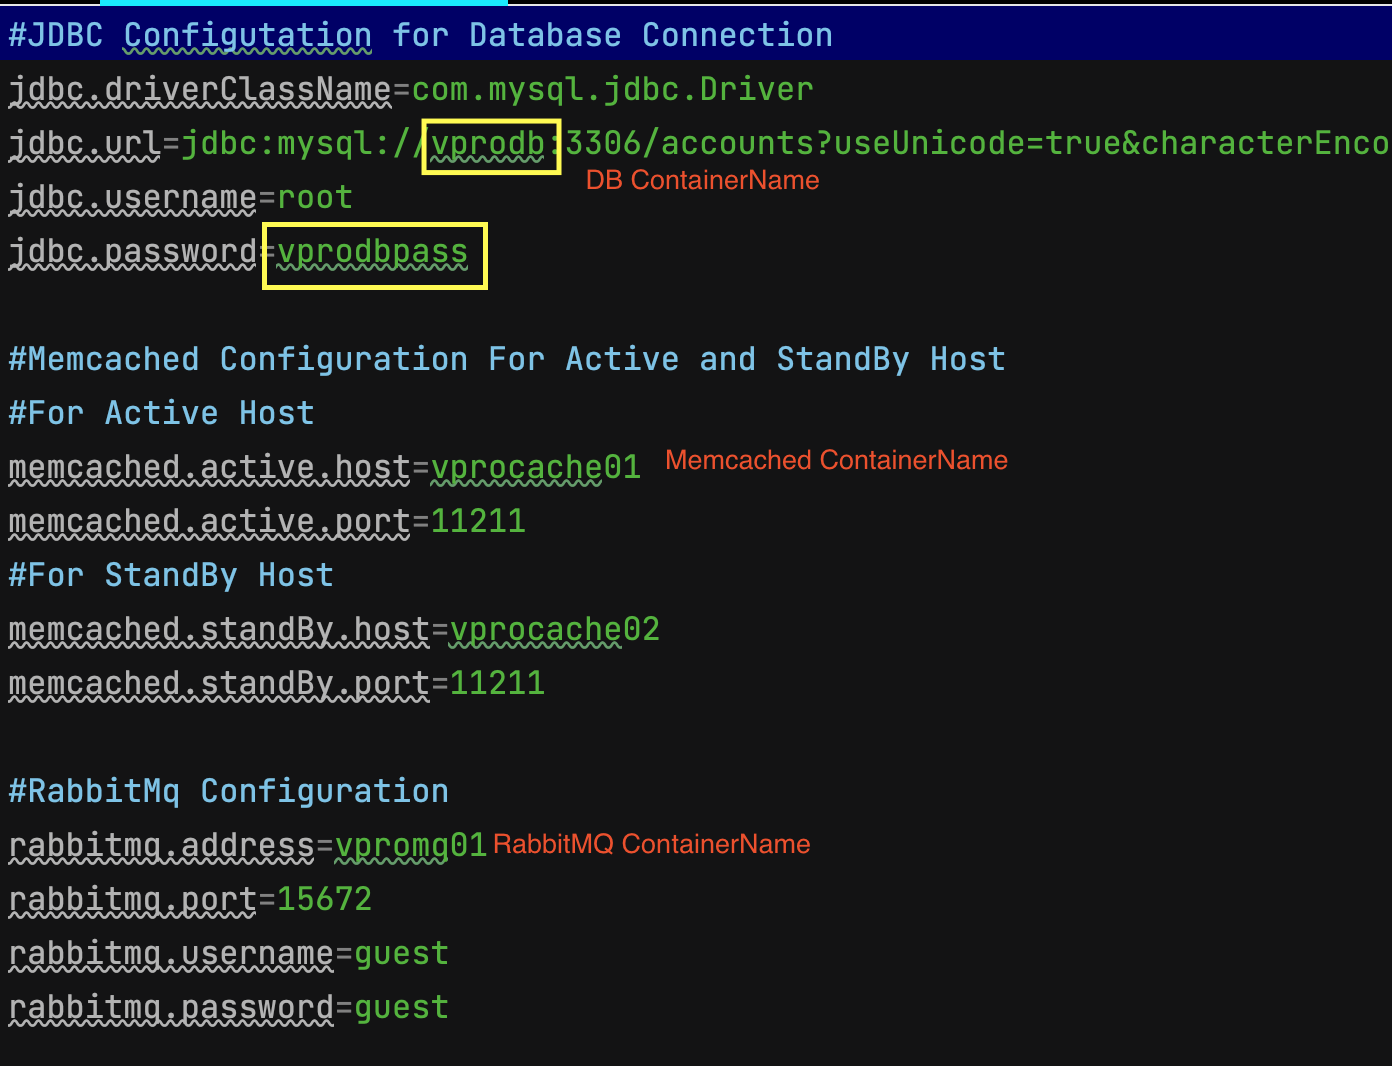 #JDBC Configutation for Database Connection
jdbc.driverClassName=com.mysql.jdbc.Driver
jdbc.url=jdbc:mysql://vprodb:3306/accounts?useUnicode=true&characterEnco
DB ContainerName
jdbc.username=root
jdbc.password=vprodbpass
#Memcached Configuration For Active and StandBy Host
#For Active Host
memcached.active.host=vprocache01 Memcached ContainerName
memcached.active.port=11211
#For StandBy Host
memcached.standBy.host=vprocache02
memcached.standBy.port=11211
#RabbitMq Configuration
rabbitmq.address=vpromq01 RabbitMQ ContainerName
rabbitmq.port=15672
rabbitmq.username=guest
rabbitmq.password=guest